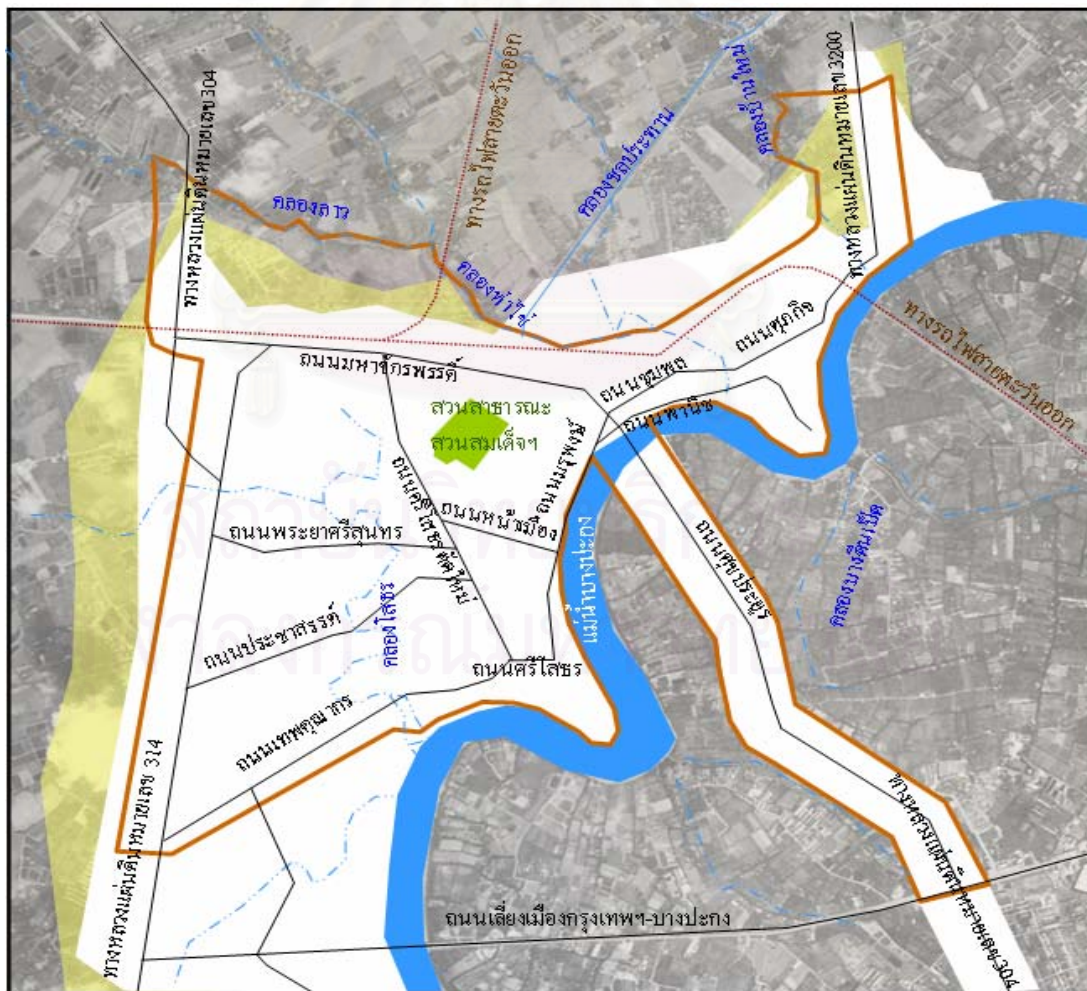 ทางหลวงแผ่นดินหมายเลข 304
ทางรถไฟสายตะวันออก
คลองชลประทาน
คลองบ้านใหม่
ทางหลวงแผ่นดินหมายเลข 3200
คลองลาว
คลองท่าไข่
ถนนมหาจักรพรรดิ์
ถนนชุมพล
ถนนศุภกิจ
ทางรถไฟสายตะวันออก
สวนสาธารณะ
สวนสมเด็จฯ
ถนนพานิช
ถนนมรุพงษ์
ถนนศรีโสธรตัดใหม่
ถนนหน้าเมือง
ถนนพระยาศรีสุนทร
ถนนศุขประยูร
คลองบางตีนเป็ด
แม่น้ำบางปะกง
คลองโสธร
ถนนประชาสรรค์
ถนนศรีโสธร
ถนนเทพคุณากร
ทางหลวงแผ่นดินหมายเลข 314
ทางหลวงแผ่นดินหมายเลข 304
ถนนเลี่ยงเมืองกรุงเทพฯ-บางปะกง